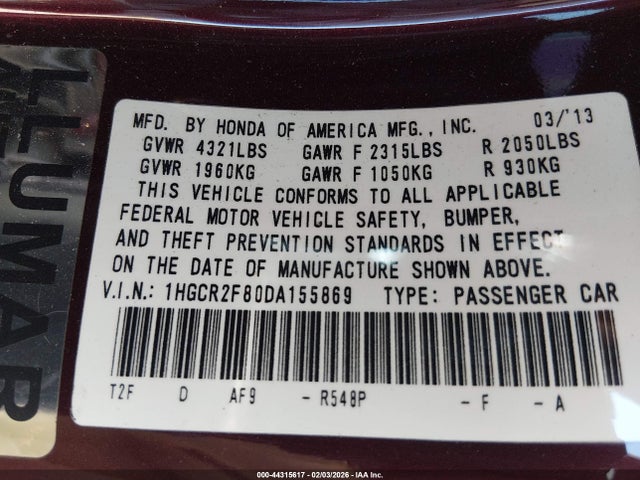 LLUMAR
MFD. BY HONDA OF AMERICA MFG., INC. 03/'13
GVWR 4321LBS GAWR F 2315LBS R 2050LBS
GVWR 1960KG GAWR F 1050KG R 930KG
THIS VEHICLE CONFORMS TO ALL APPLICABLE
FEDERAL MOTOR VEHICLE SAFETY, BUMPER,
AND THEFT PREVENTION STANDARDS IN EFFECT
ON THE DATE OF MANUFACTURE SHOWN ABOVE.
V.I.N.: 1HGCR2F80DA155869 TYPE: PASSENGER CAR
T2F D AF9 - R548P - F - A
000-44315617 - 02/03/2026 - IAA Inc.